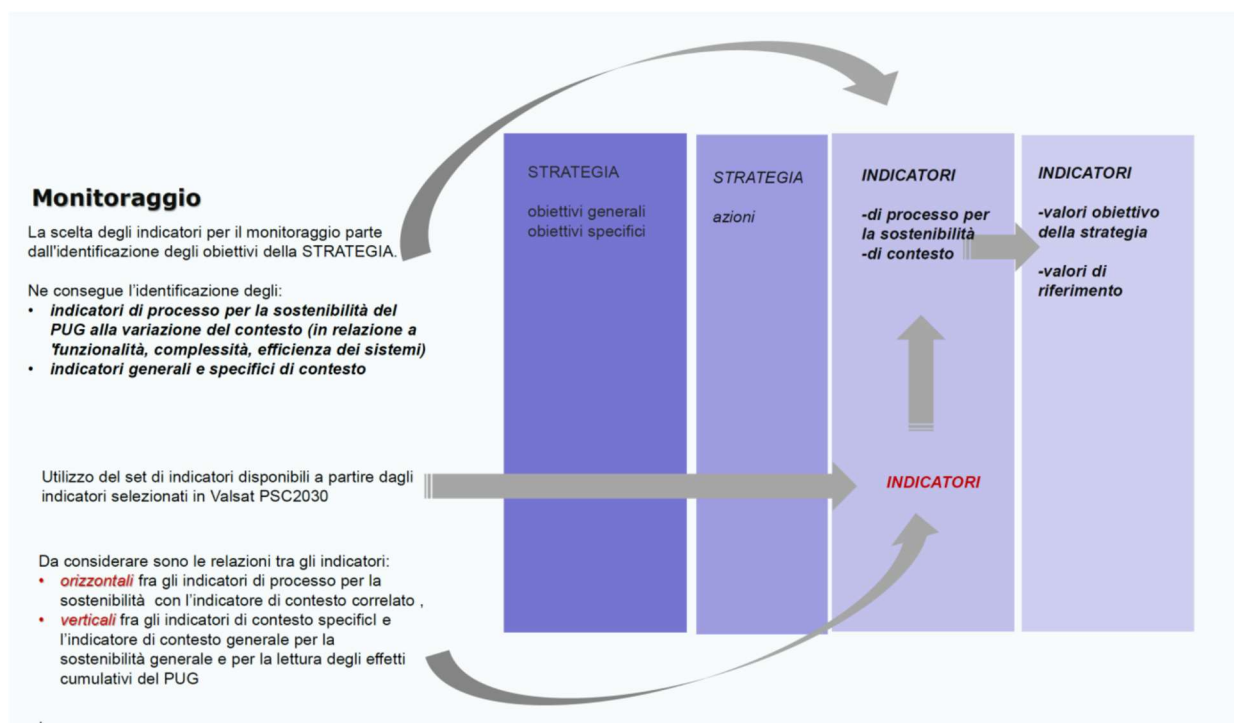 Monitoraggio
La scelta degli indicatori per il monitoraggio parte
dall'identificazione degli obiettivi della STRATEGIA.
Ne consegue l'identificazione degli:
• indicatori di processo per la sostenibilità del
PUG alla variazione del contesto (in relazione a
'funzionalità, complessità, efficienza dei sistemi)
• indicatori generali e specifici di contesto
Utilizzo del set di indicatori disponibili a partire dagli
indicatori selezionati in Valsat PSC2030
Da considerare sono le relazioni tra gli indicatori:
• orizzontali fra gli indicatori di processo per la
sostenibilità con l'indicatore di contesto correlato ,
• verticali fra gli indicatori di contesto specificI e
l'indicatore di contesto generale per la
sostenibilità generale e per la lettura degli effetti
cumulativi del PUG
STRATEGIA
obiettivi generali
obiettivi specifici
STRATEGIA
azioni
INDICATORI
-di processo per
la sostenibilità
-di contesto
INDICATORI
INDICATORI
-valori obiettivo
della strategia
-valori di
riferimento